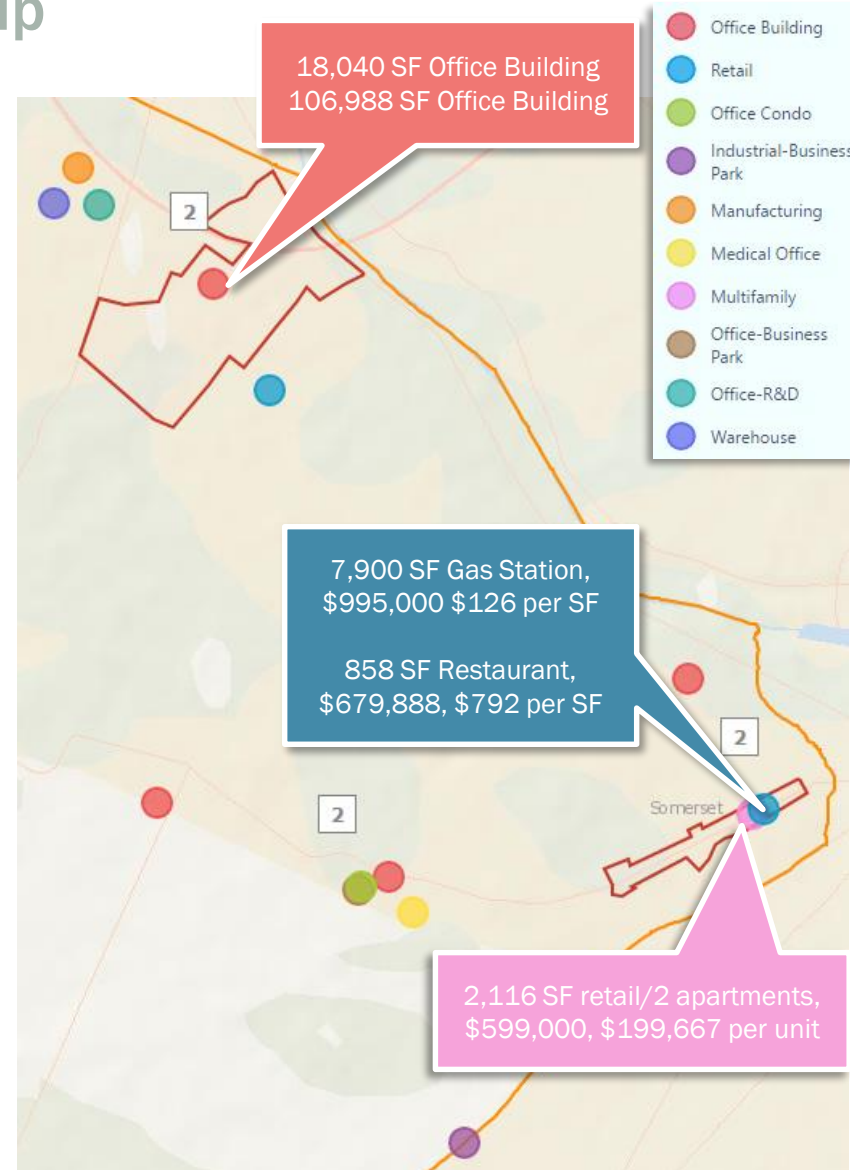 18,040 SF Office Building
106,988 SF Office Building
Office Building
Retail
Office Condo
Industrial-Business
Park
Manufacturing
Medical Office
Multifamily
Office-Business
Park
Office-R&D
Warehouse
2
7,900 SF Gas Station,
$995,000 $126 per SF
858 SF Restaurant,
$679,888, $792 per SF
2
Somerset
2
2,116 SF retail/2 apartments,
$599,000, $199,667 per unit